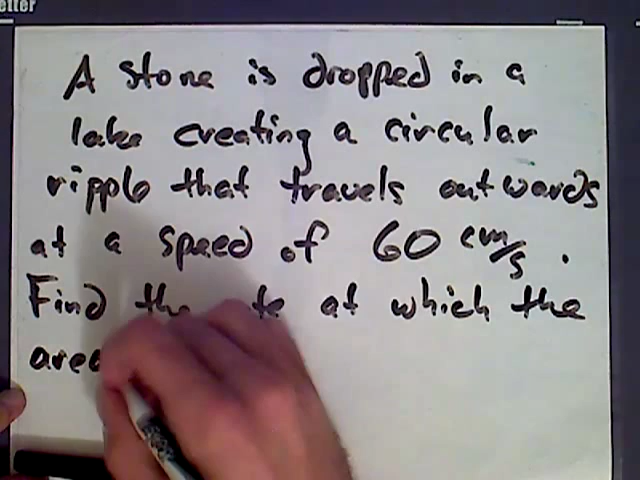 A stone is dropped in a
lake creating a circular
ripple that travels outwards
at a speed of 60 cm/s .
Find the at which the
area